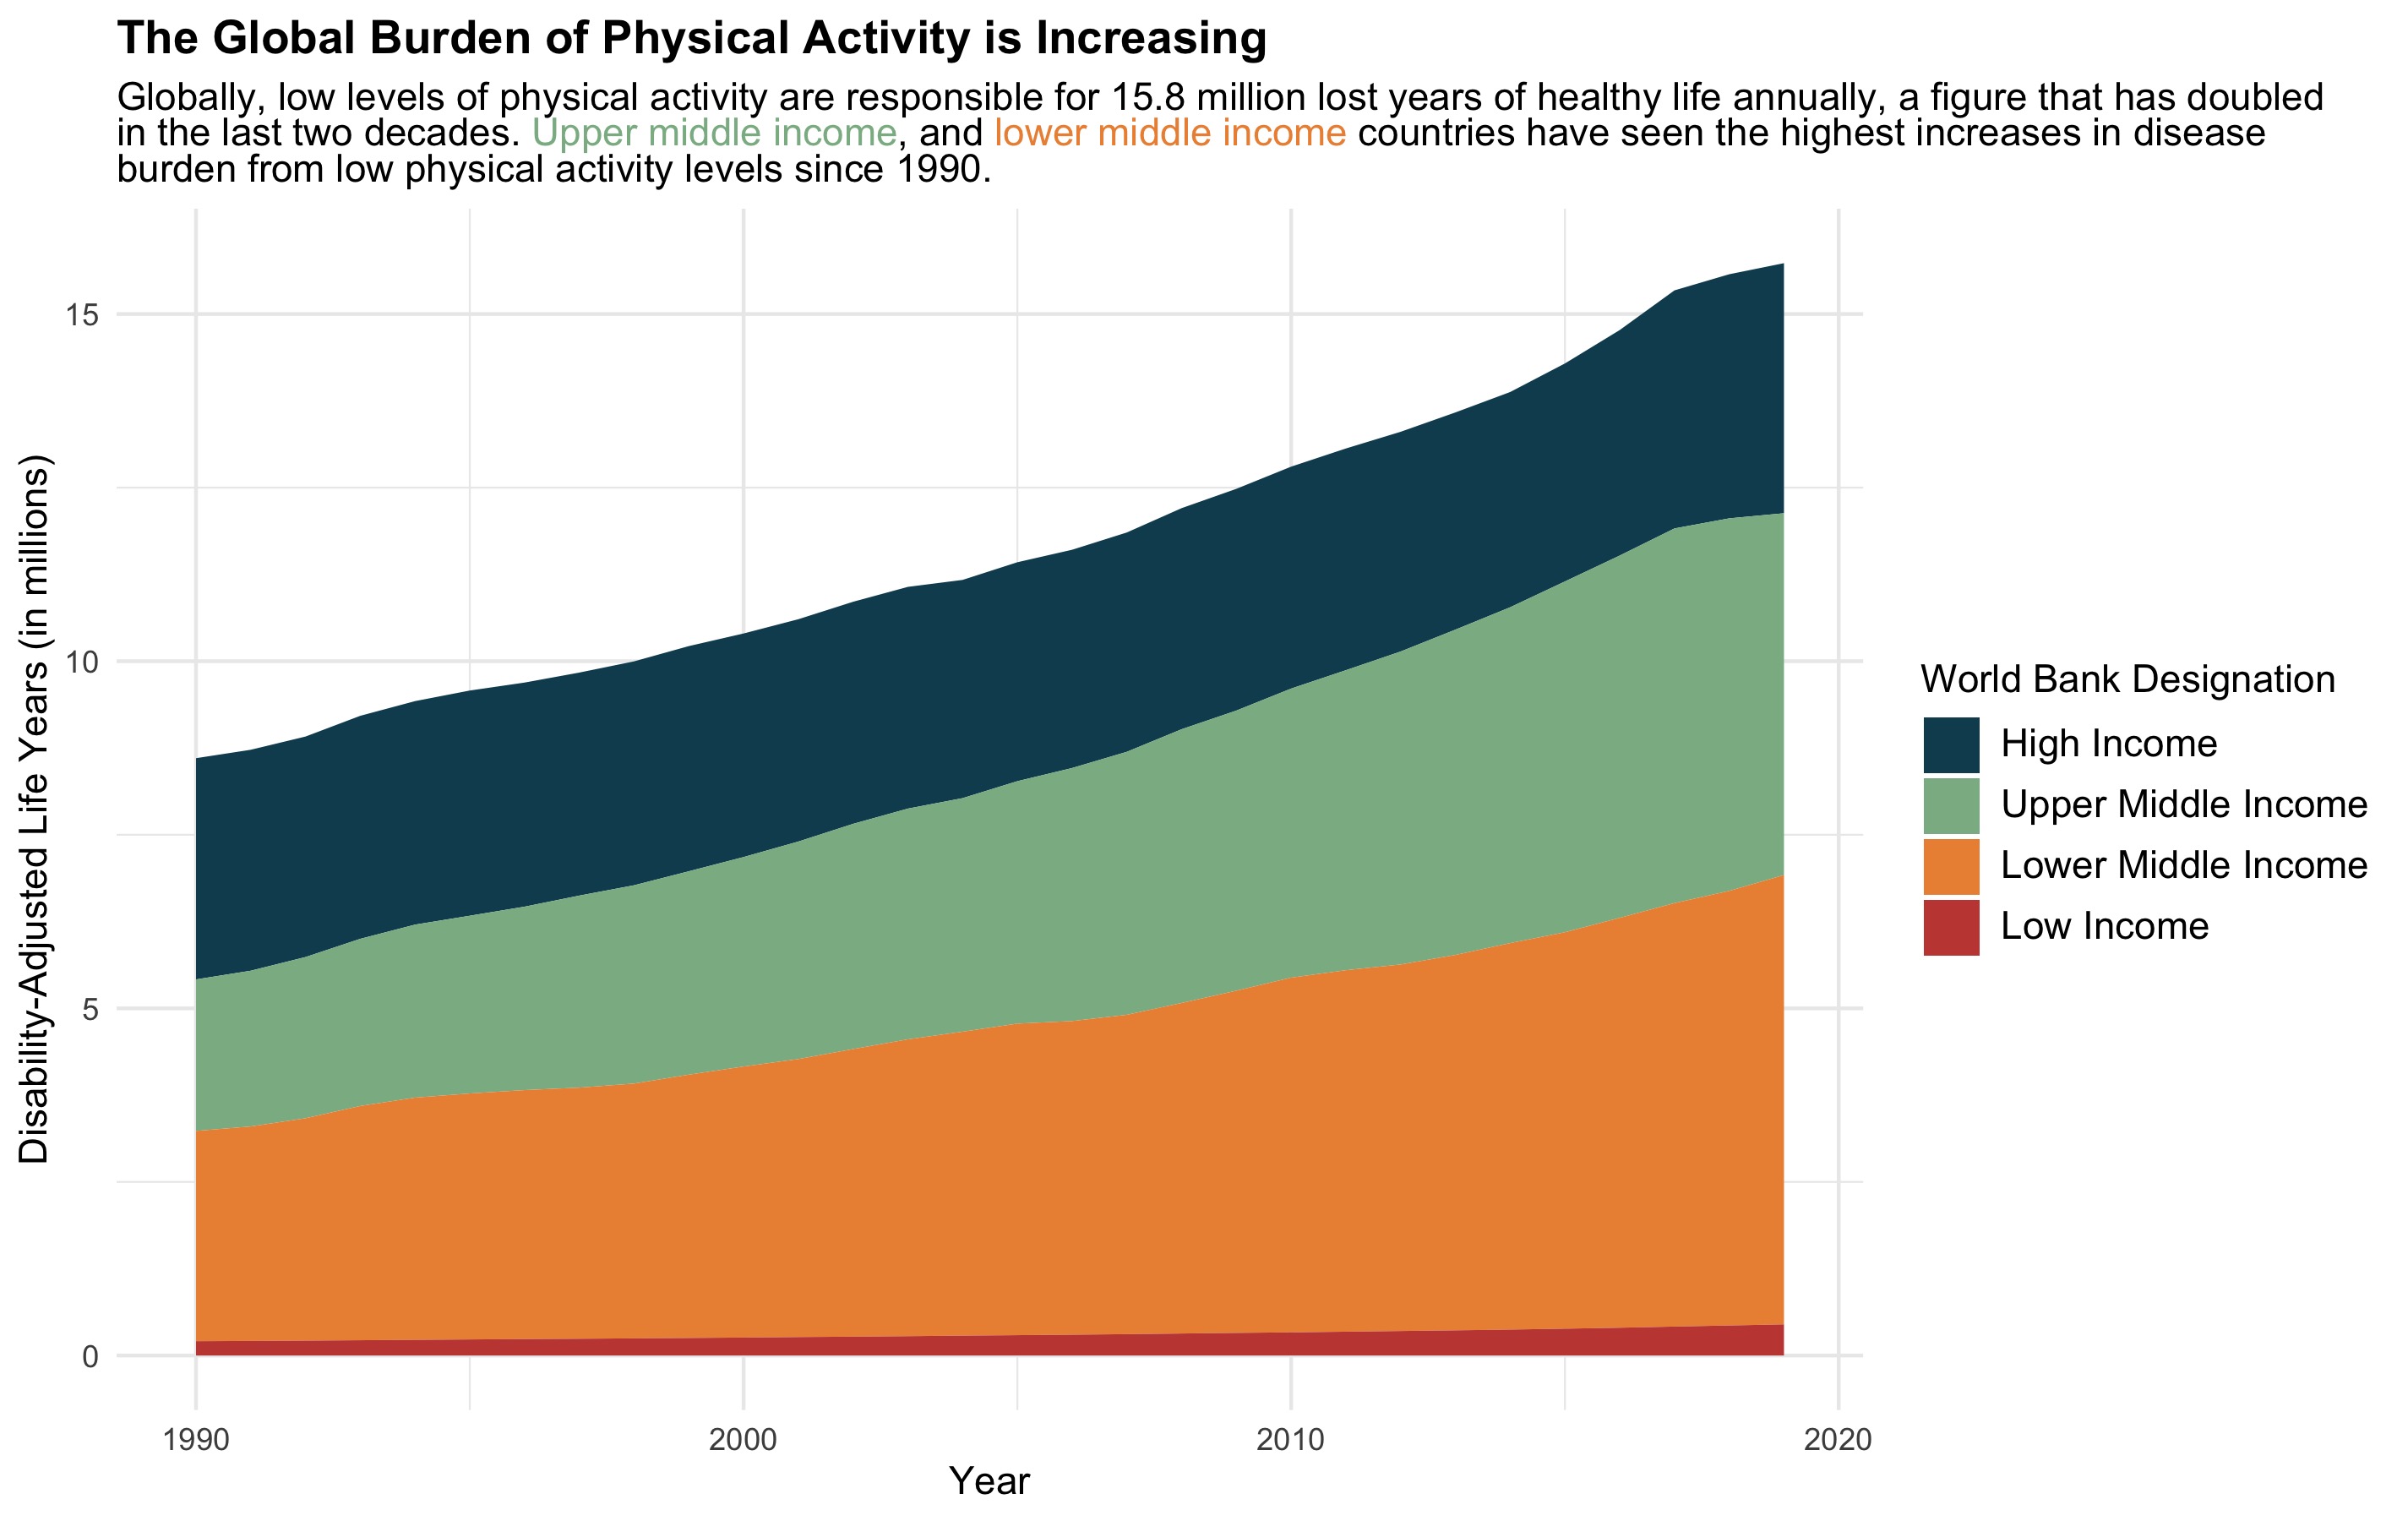 The Global Burden of Physical Activity is Increasing
Globally, low levels of physical activity are responsible for 15.8 million lost years of healthy life annually, a figure that has doubled
in the last two decades. Upper middle income, and lower middle income countries have seen the highest increases in disease
burden from low physical activity levels since 1990.
Disability-Adjusted Life Years (in millions)
15
10
5
0
1990
2000
2010
2020
Year
World Bank Designation
High Income
Upper Middle Income
Lower Middle Income
Low Income